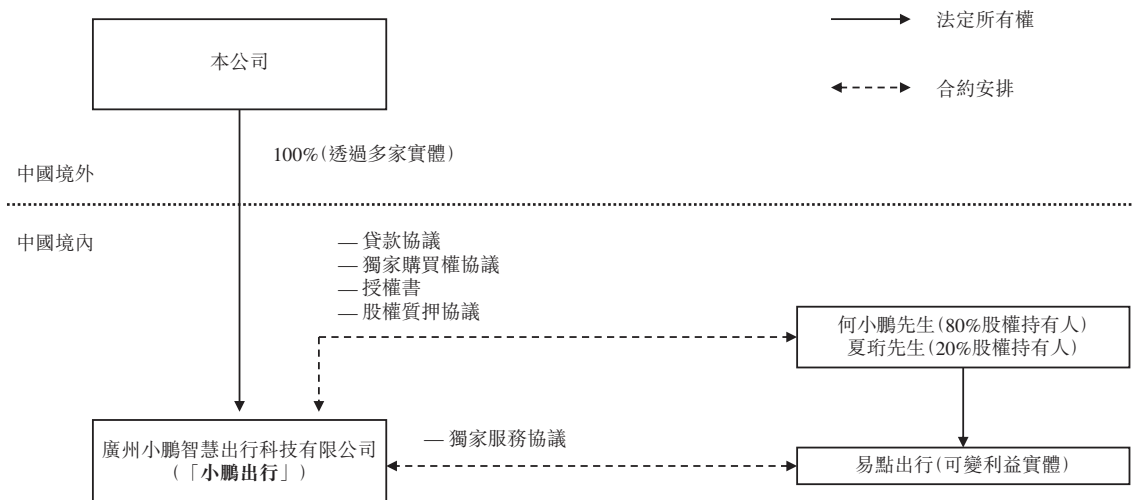 本公司
法定所有權
合約安排
100%(透過多家實體)
中國境外
中國境內
— 貸款協議
— 獨家購買權協議
— 授權書
— 股權質押協議
何小鵬先生(80%股權持有人)
夏珩先生(20%股權持有人)
廣州小鵬智慧出行科技有限公司
(「小鵬出行」)
— 獨家服務協議
易點出行(可變利益實體)